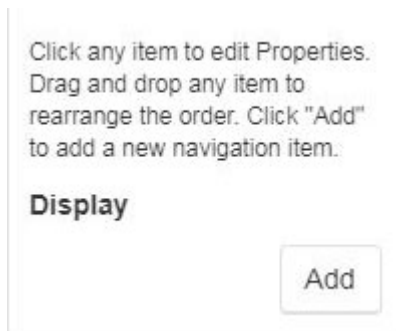 Click any item to edit Properties.
Drag and drop any item to
rearrange the order. Click "Add"
to add a new navigation item.
Display
Add